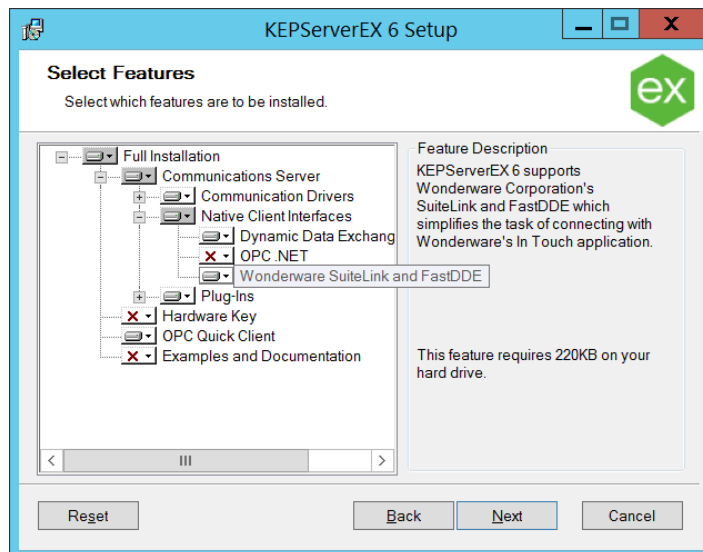 KEPServerEX 6 Setup
Select Features
Select which features are to be installed.
ex
Full Installation
Communications Server
Communication Drivers
Native Client Interfaces
Dynamic Data Exchang
OPC .NET
Wonderware SuiteLink and FastDDE
Plug-Ins
Hardware Key
OPC Quick Client
Examples and Documentation
Feature Description
KEPServerEX 6 supports
Wonderware Corporation's
SuiteLink and FastDDE which
simplifies the task of connecting with
Wonderware's In Touch application.
This feature requires 220KB on your
hard drive.
Reset
Back
Next
Cancel